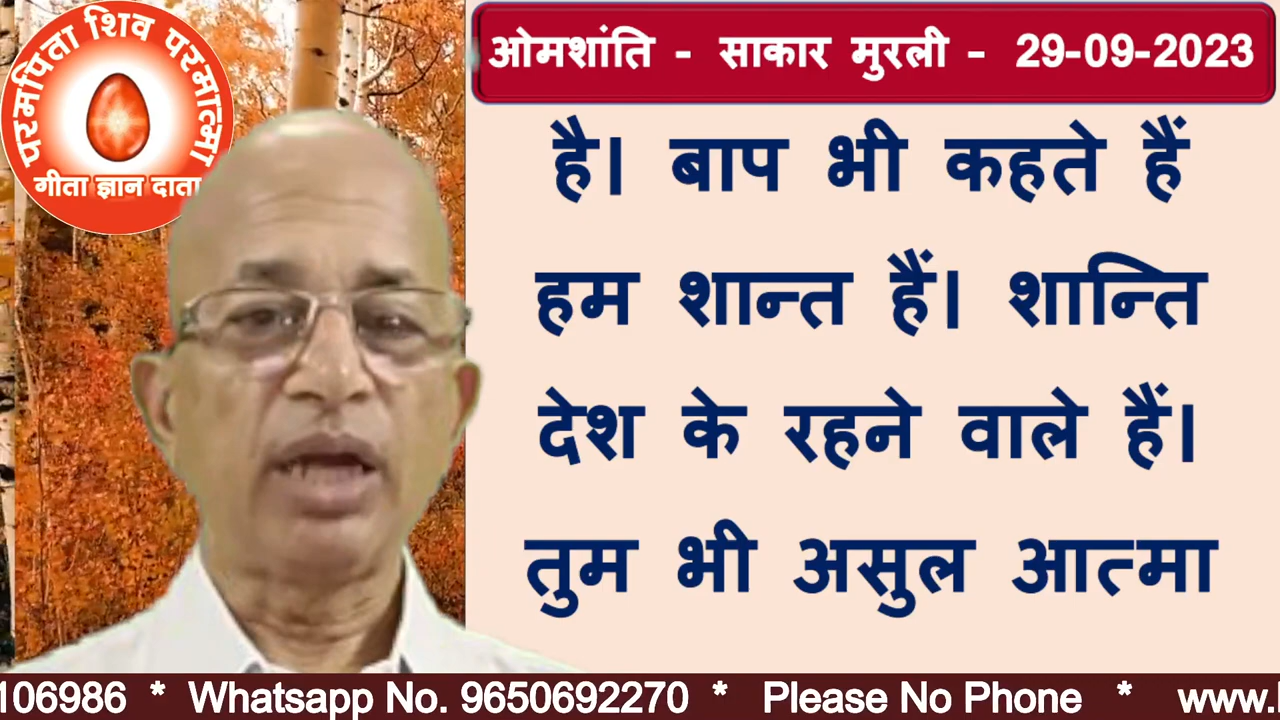 परमपिता शिव परमात्मा
गीता ज्ञान दाता
ओमशांति - साकार मुरली - 29-09-2023
है। बाप भी कहते हैं
हम शान्त हैं। शान्ति
देश के रहने वाले हैं।
तुम भी असुल आत्मा
106986 * Whatsapp No. 9650692270 * Please No Phone * www.